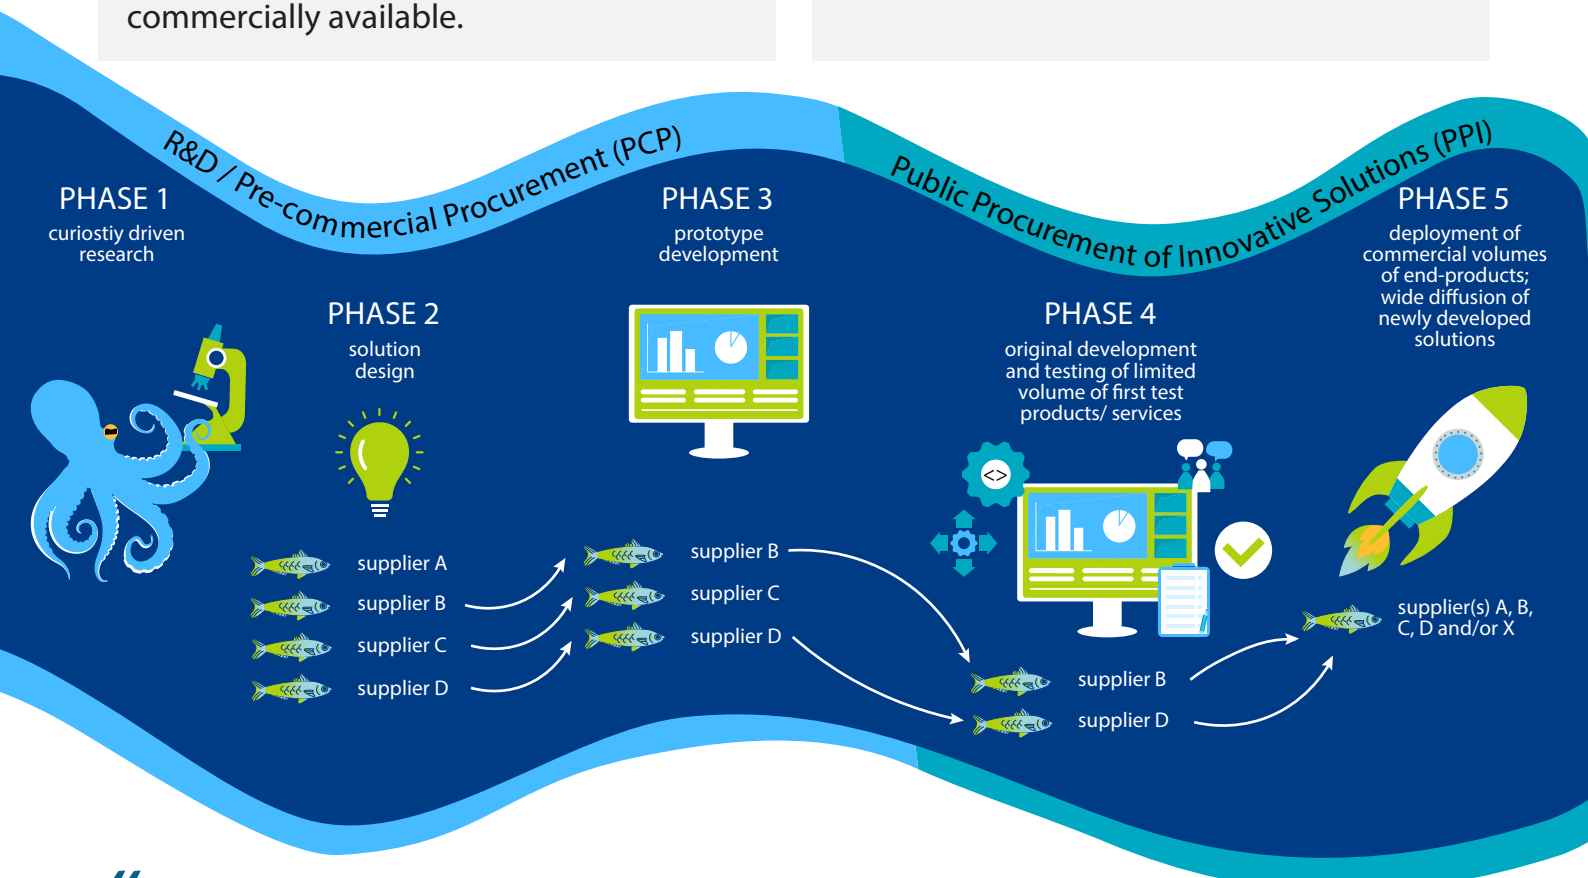 commercially available.
R&D / Pre-commercial Procurement (PCP)
Public Procurement of Innovative Solutions (PPI)
PHASE 1
curiostiy driven
research
PHASE 2
solution
design
PHASE 3
prototype
development
PHASE 4
original development
and testing of limited
volume of first test
products/ services
PHASE 5
deployment of
commercial volumes
of end-products;
wide diffusion of
newly developed
solutions
<>
supplier A
supplier B
supplier C
supplier D
supplier B
supplier C
supplier D
supplier B
supplier D
supplier(s) A, B,
C, D and/or X
“